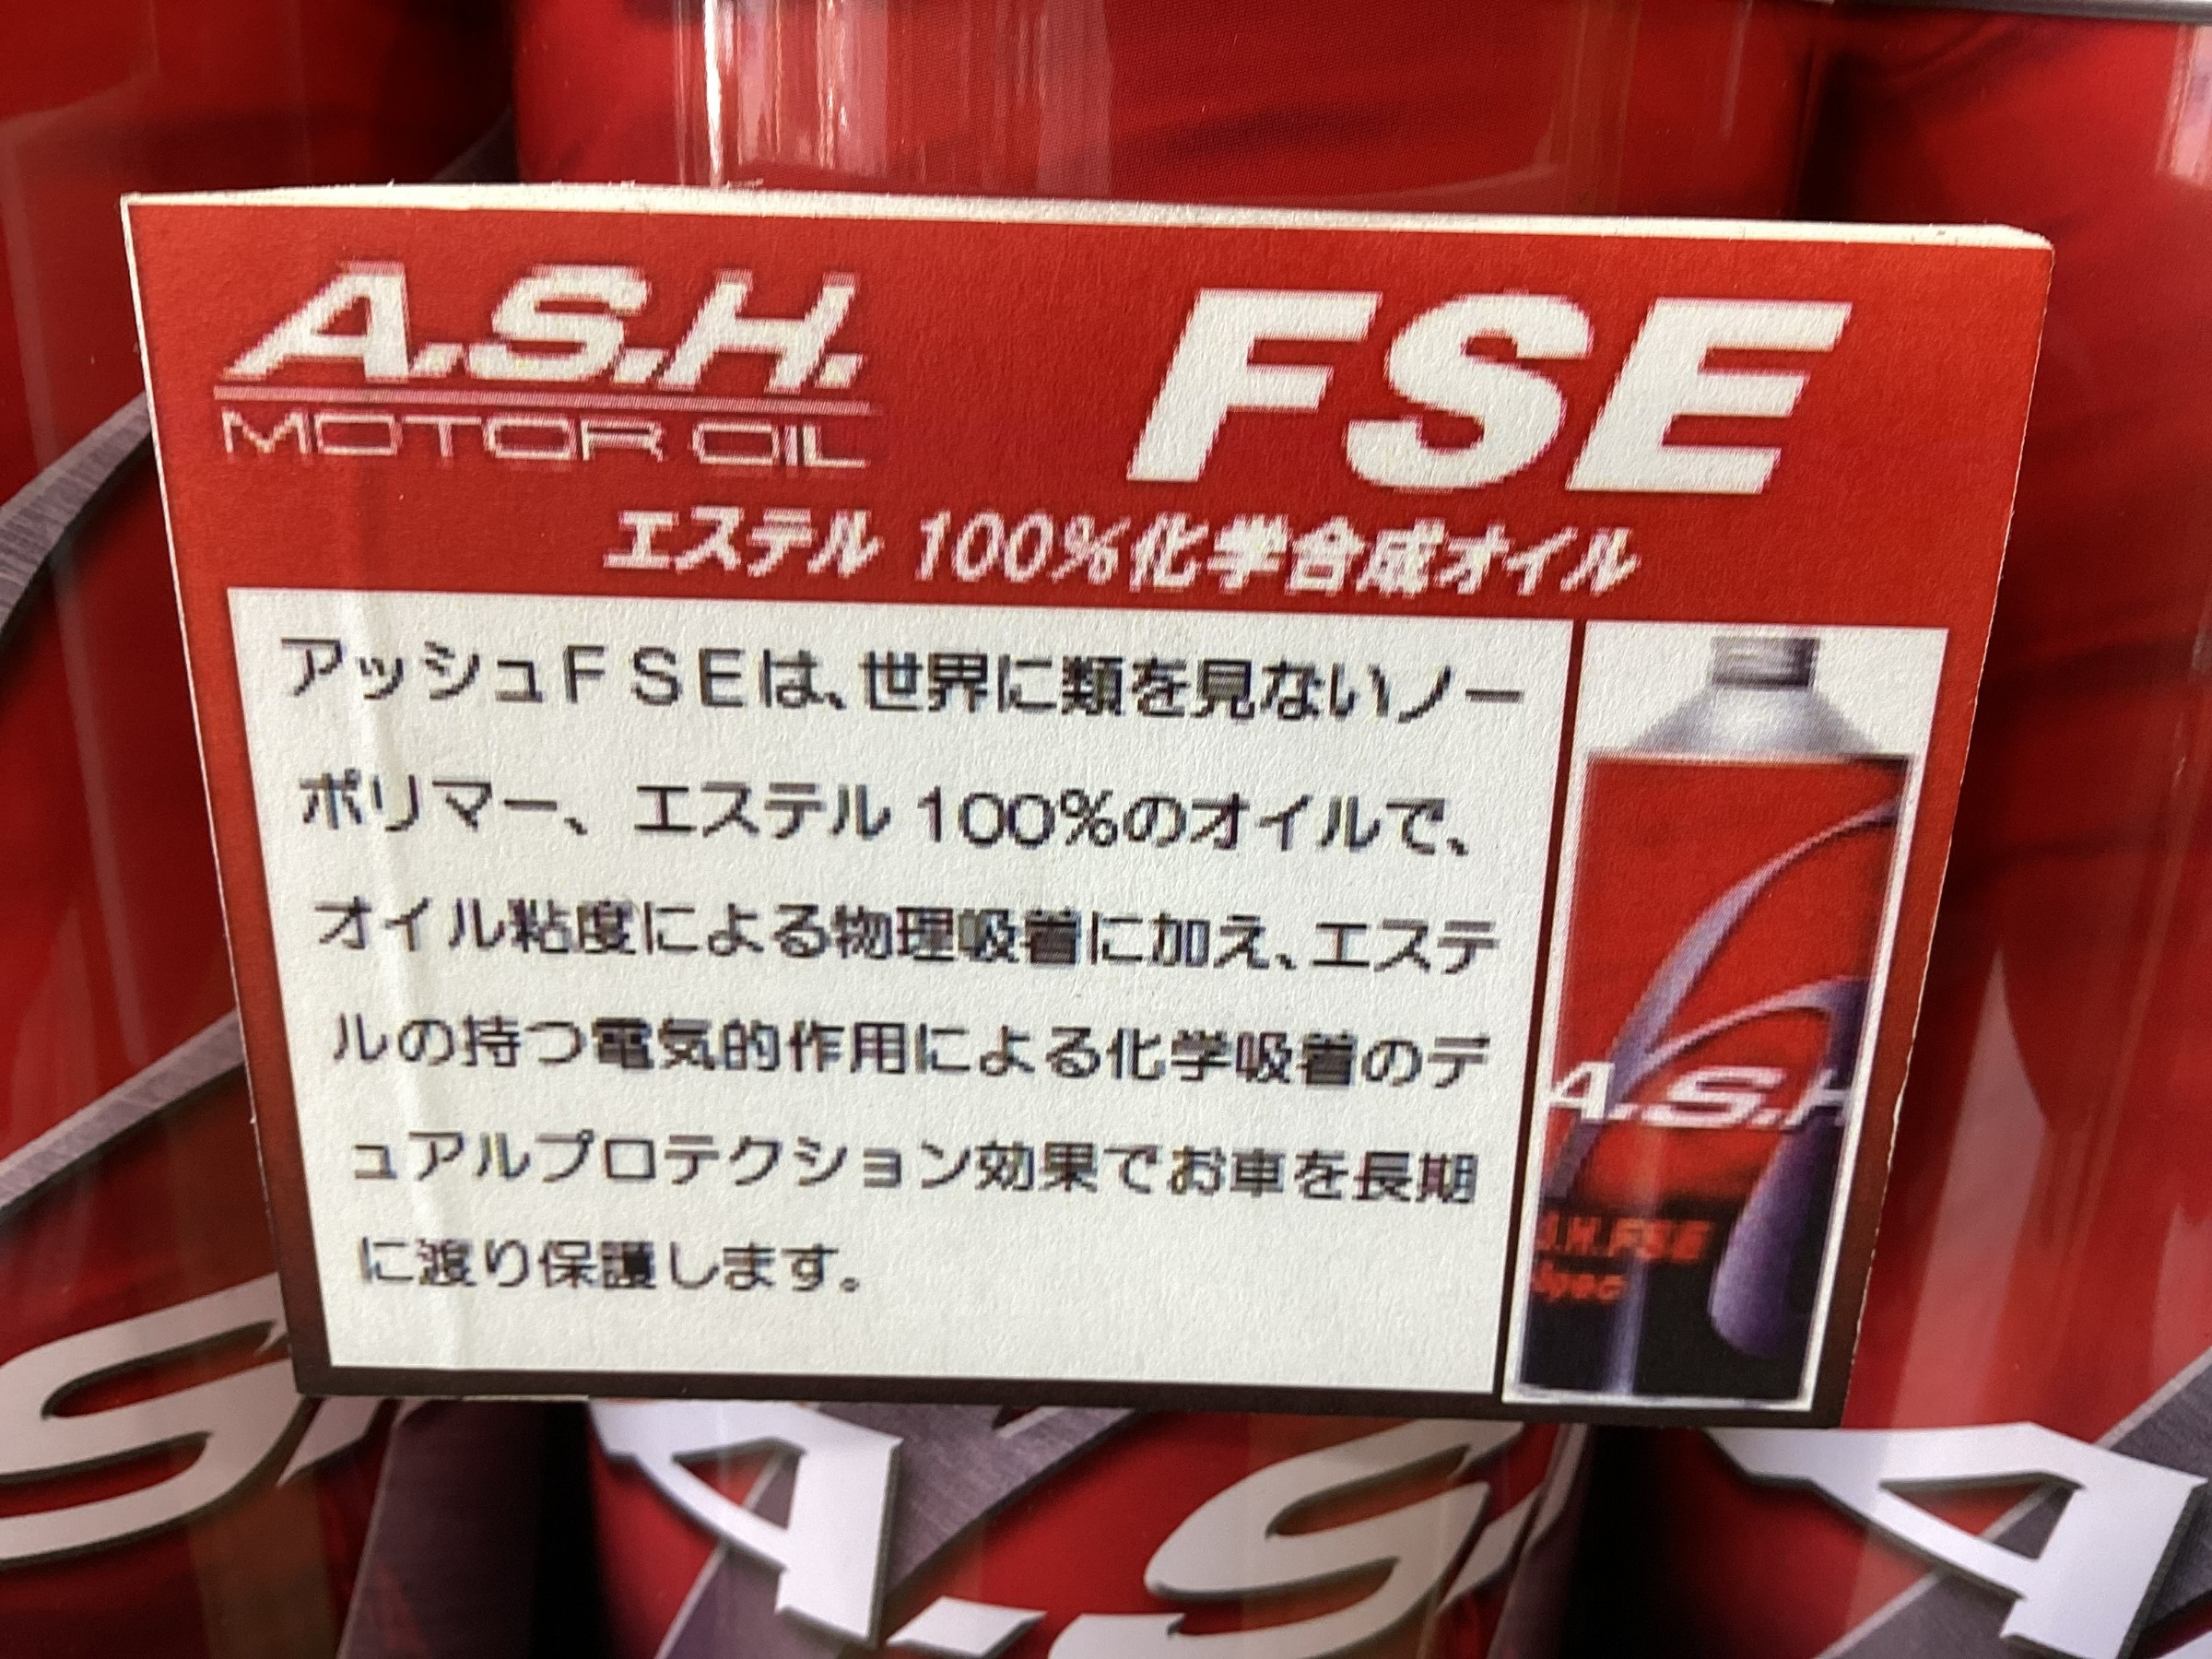 A.S.H.
MOTOR OIL
FSE
エステル 100%化学合成オイル
アッシュＦＳＥは、世界に類を見ないノー
ポリマー、エステル 100%のオイルで、
オイル粘度による物理吸着に加え、エステ
ルの持つ電気的作用による化学吸着のデ
ュアルプロテクション効果でお車を長期
に渡り保護します。
A.S.H
.H.FSE
Spec
S
A.S
A